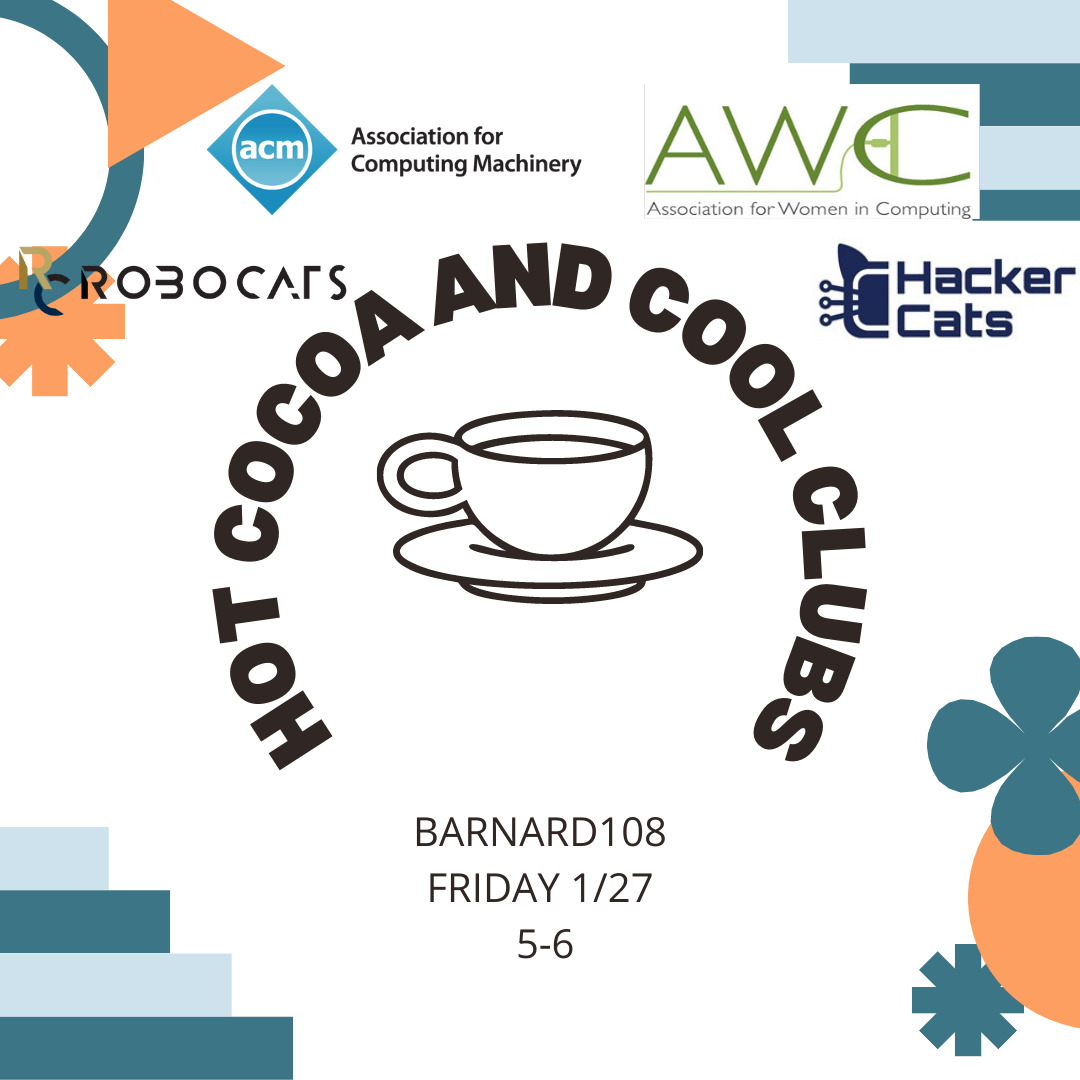 acm
Association for
Computing Machinery
AWC
Association for Women in Computing
RC ROBOCATS
Hacker
Cats
HOT COCOA AND COOL CLUBS
BARNARD108
FRIDAY 1/27
5-6